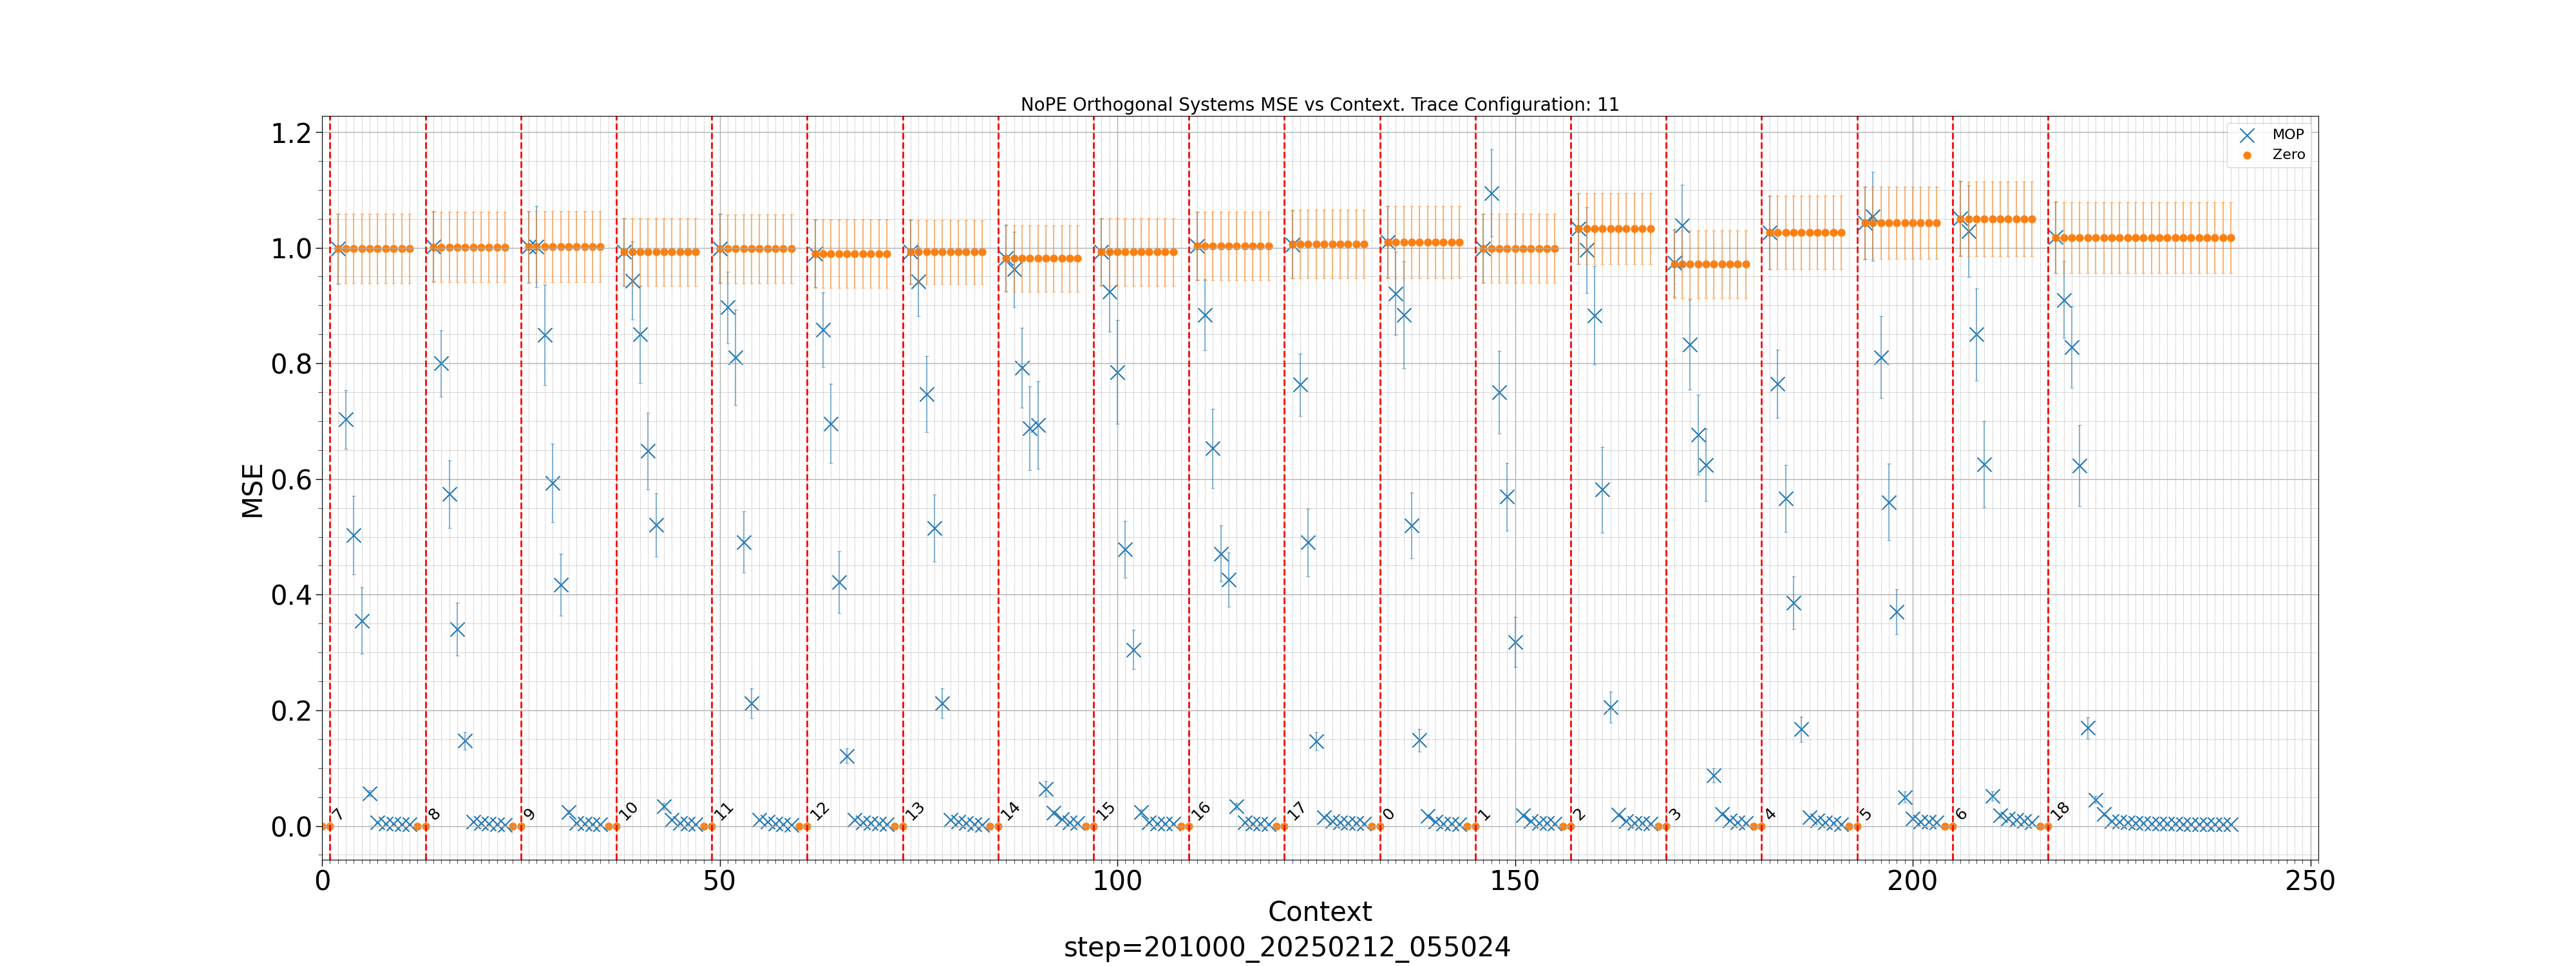 NoPE Orthogonal Systems MSE vs Context. Trace Configuration: 11
MOP
Zero
MSE
1.2
1.0
0.8
0.6
0.4
0.2
0.0
7 8 9 10 11 12 13 14 15 16 17 0 1 2 3 4 5 6 18
0 50 100 150 200 250
Context
step=201000_20250212_055024